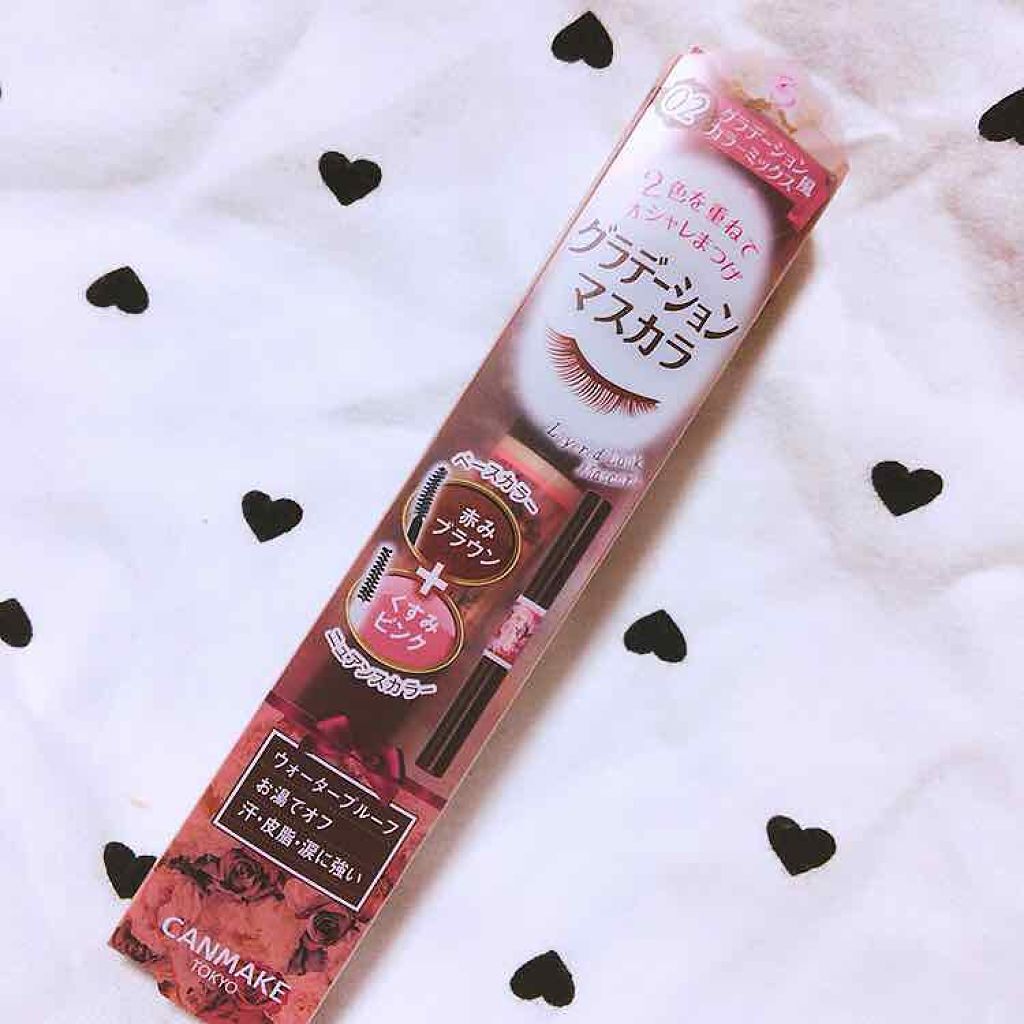 02
グラデーション
カラーミックス風
2色を重ねて
オシャレまつげ
グラデーション
マスカラ
ベースカラー
赤み
ブラウン
+
くすみ
ピンク
ニュアンスカラー
ウォータープルーフ
お湯でオフ
汗・皮脂・涙に強い
CANMAKE
TOKYO